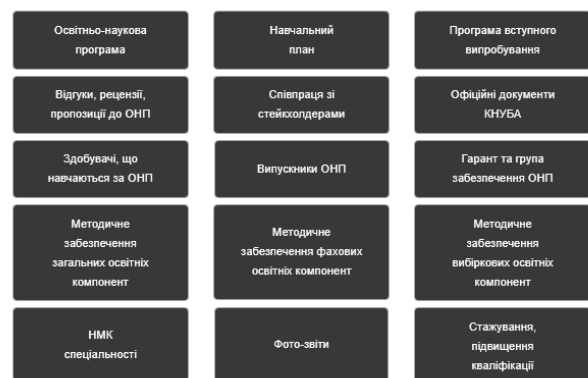 Освітньо-наукова
програма
Навчальний
план
Програма вступного
випробування
Відгуки, рецензії,
пропозиції до ОНП
Співпраця зі
стейкхолдерами
Офіційні документи
КНУБА
Здобувачі, що
навчаються за ОНП
Випускники ОНП
Гарант та група
забезпечення ОНП
Методичне
забезпечення
загальних освітніх
компонент
Методичне
забезпечення фахових
освітніх компонент
Методичне
забезпечення
вибіркових освітніх
компонент
НМК
спеціальності
Фото-звіти
Стажування,
підвищення
кваліфікації